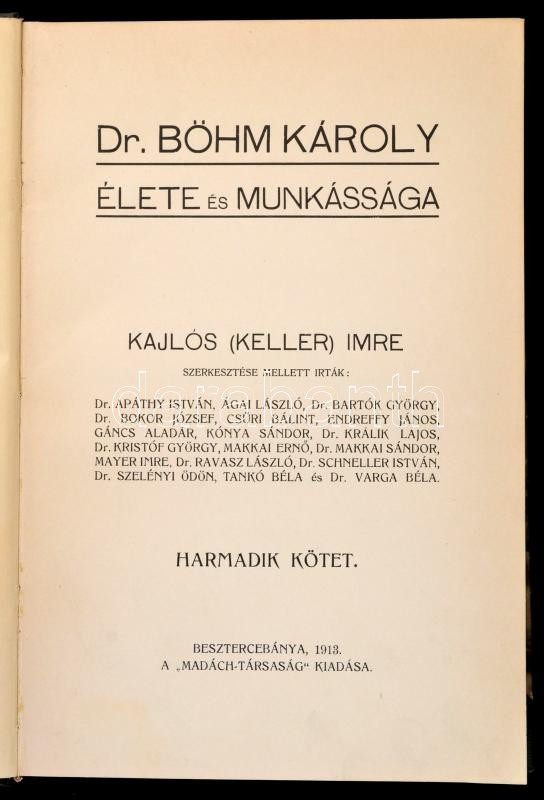 Dr. BÖHM KÁROLY
ÉLETE ÉS MUNKÁSSÁGA
KAJLÓS (KELLER) IMRE
SZERKESZTÉSE MELLETT IRTÁK:
Dr. APÁTHY ISTVÁN, ÁGAI LÁSZLÓ, Dr. BARTÓK GYÖRGY,
Dr. BOKOR JÓZSEF, CSŰRI BÁLINT, ENDREFFY JÁNOS,
GÁNCS ALADÁR, KÓNYA SÁNDOR, Dr. KRÁLIK LAJOS,
Dr. KRISTÓF GYÖRGY, MAKKAI ERNŐ, Dr. MAKKAI SÁNDOR,
MAYER IMRE, Dr. RAVASZ LÁSZLÓ, Dr. SCHNELLER ISTVÁN,
Dr. SZELÉNYI ÖDÖN, TANKÓ BÉLA és Dr. VARGA BÉLA.
darabanth
HARMADIK KÖTET.
BESZTERCEBÁNYA, 1913.
A „MADÁCH-TÁRSASÁG" KIADÁSA.